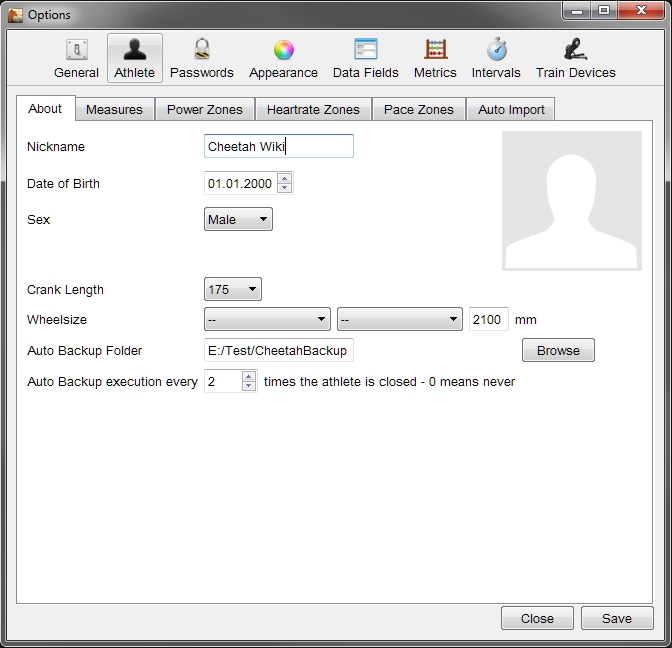 Options
General Athlete Passwords Appearance Data Fields Metrics Intervals Train Devices
About Measures Power Zones Heartrate Zones Pace Zones Auto Import
Nickname Cheetah Wiki
Date of Birth 01.01.2000
Sex Male
Crank Length 175
Wheelsize -- -- 2100 mm
Auto Backup Folder E:/Test/CheetahBackup Browse
Auto Backup execution every 2 times the athlete is closed - 0 means never
Close Save